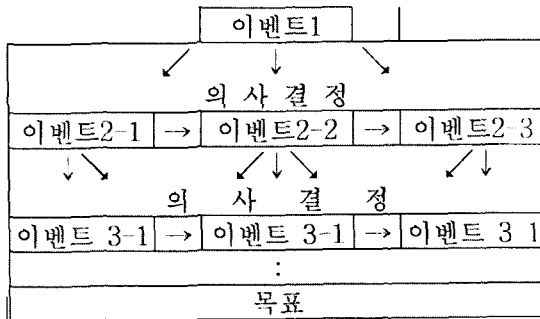 이벤트1
의 사 결 정
이벤트2-1 → 이벤트2-2 → 이벤트2-3
의 사 결 정
이벤트 3-1 → 이벤트 3-1 → 이벤트 3 1
:
목표